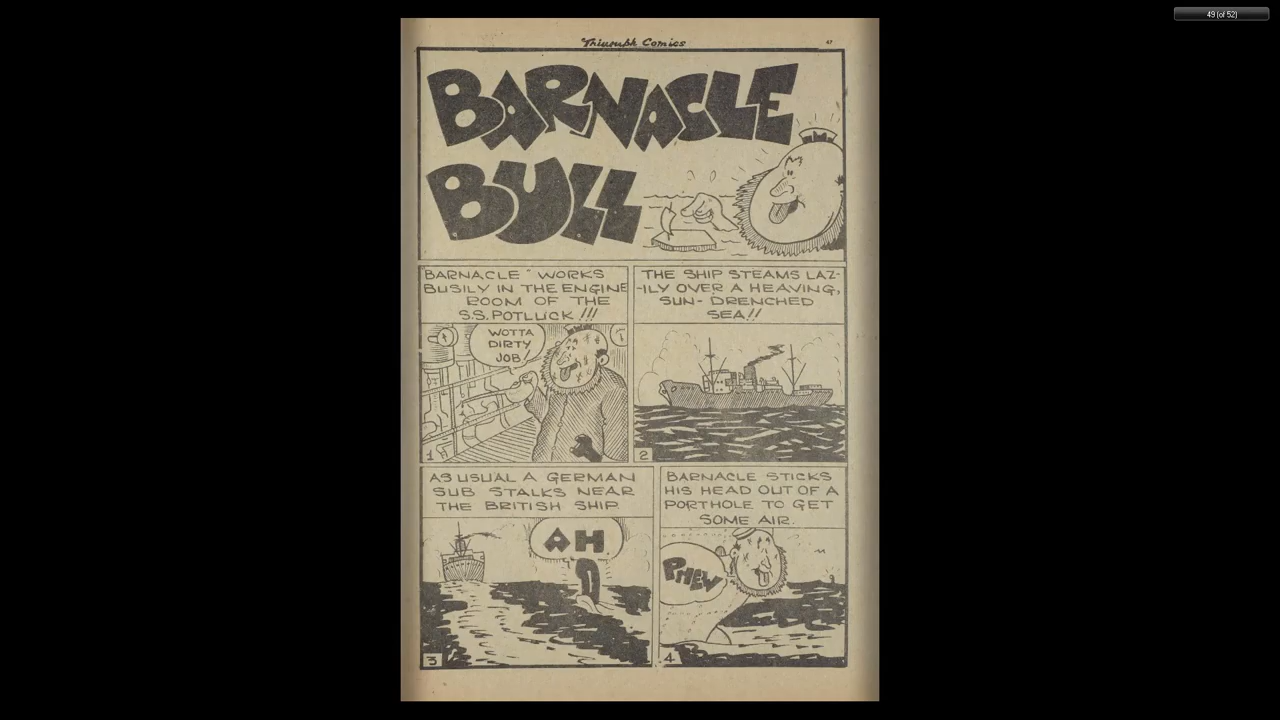 49 (of 52)
Triumph Comics
47
BARNACLE
BULL
"BARNACLE" WORKS
BUSILY IN THE ENGINE
ROOM OF THE
S.S. POTLUCK!!!
WOTTA
DIRTY
JOB!
1
THE SHIP STEAMS LAZ-
-ILY OVER A HEAVING,
SUN-DRENCHED
SEA!!
2
AS USUAL A GERMAN
SUB STALKS NEAR
THE BRITISH SHIP.
AH
3
BARNACLE STICKS
HIS HEAD OUT OF A
PORTHOLE TO GET
SOME AIR.
PHEW
4